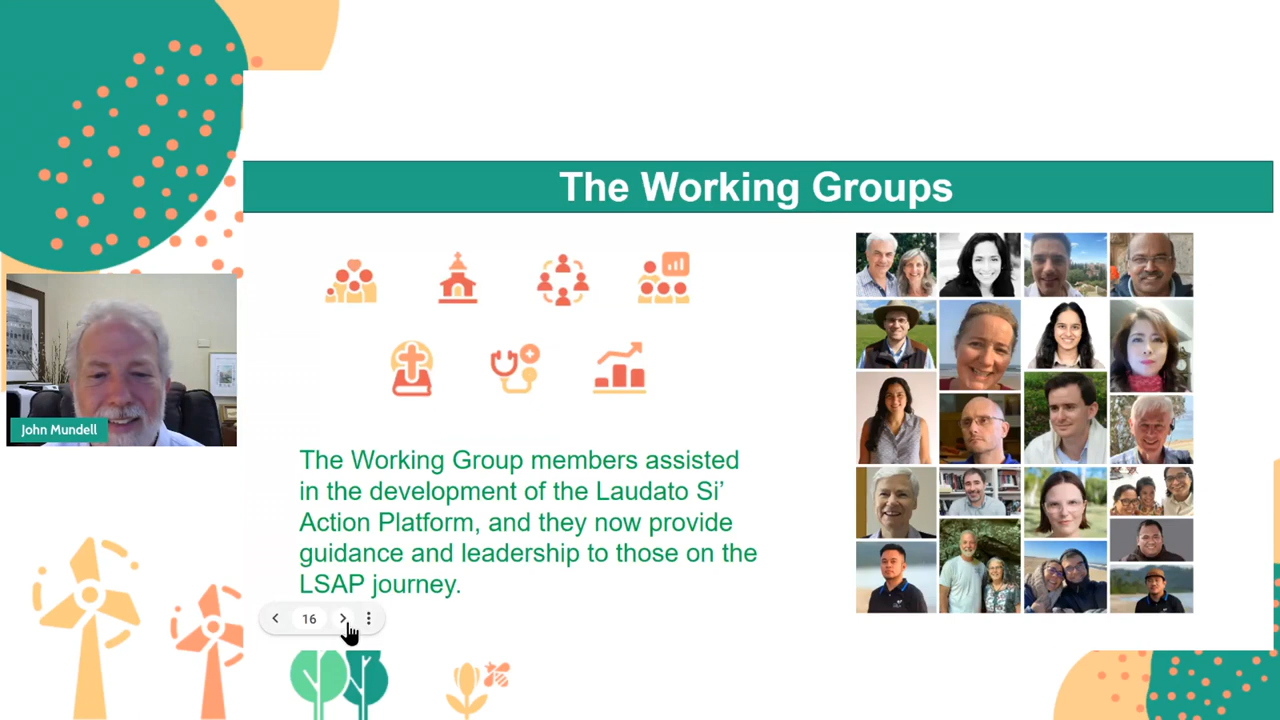 The Working Groups
John Mundell
The Working Group members assisted
in the development of the Laudato Si’
Action Platform, and they now provide
guidance and leadership to those on the
LSAP journey.
16